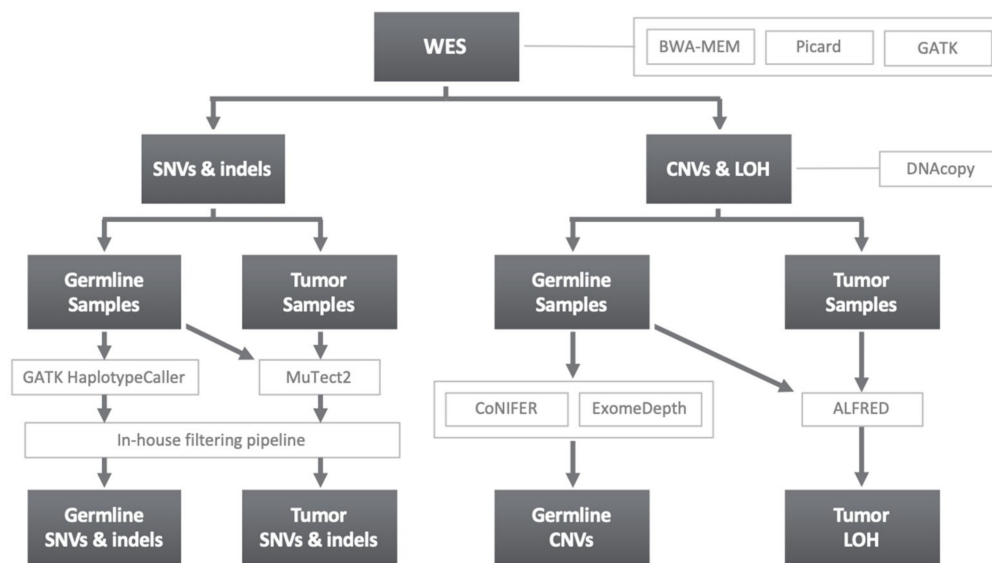 WES
BWA-MEM
Picard
GATK
SNVs & indels
CNVs & LOH
DNAcopy
Germline
Samples
Tumor
Samples
Germline
Samples
Tumor
Samples
GATK HaplotypeCaller
MuTect2
CoNIFER
ExomeDepth
ALFRED
In-house filtering pipeline
Germline
SNVs & indels
Tumor
SNVs & indels
Germline
CNVs
Tumor
LOH